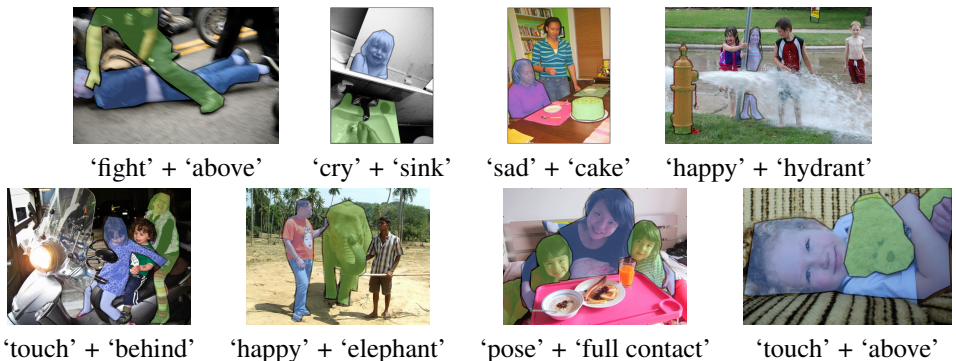 ‘fight’ + ‘above’ ‘cry’ + ‘sink’ ‘sad’ + ‘cake’ ‘happy’ + ‘hydrant’
‘touch’ + ‘behind’ ‘happy’ + ‘elephant’ ‘pose’ + ‘full contact’ ‘touch’ + ‘above’